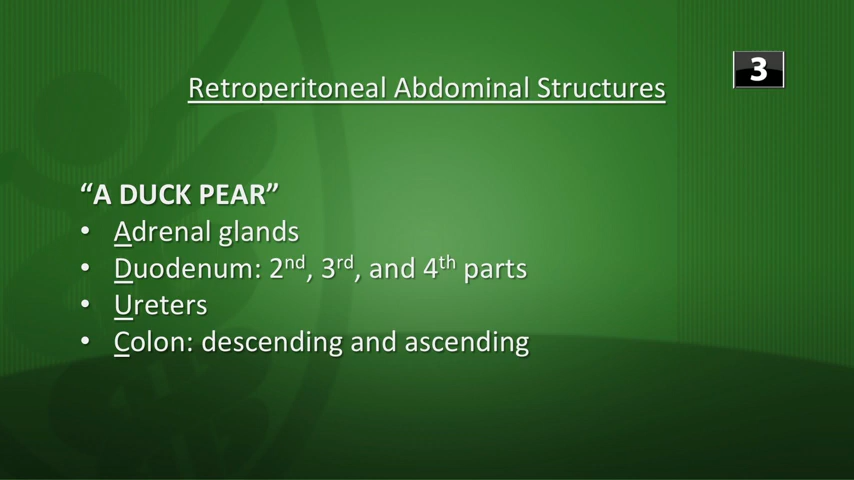 3
Retroperitoneal Abdominal Structures
“A DUCK PEAR”
• Adrenal glands
• Duodenum: 2nd, 3rd, and 4th parts
• Ureters
• Colon: descending and ascending